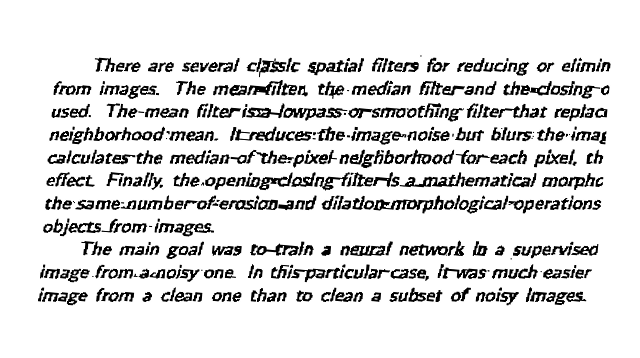 There are several classic spatial filters for reducing or elimin
from images. The mean filter, the median filter and the closing o
used. The mean filter is a lowpass or smoothing filter that replac
neighborhood mean. It reduces the image noise but blurs the imag
calculates the median of the pixel neighborhood for each pixel, th
effect. Finally, the opening closing filter is a mathematical morpho
the same number of erosion and dilation morphological operations
objects from images.
The main goal was to train a neural network in a supervised
image from a noisy one. In this particular case, it was much easier
image from a clean one than to clean a subset of noisy images.